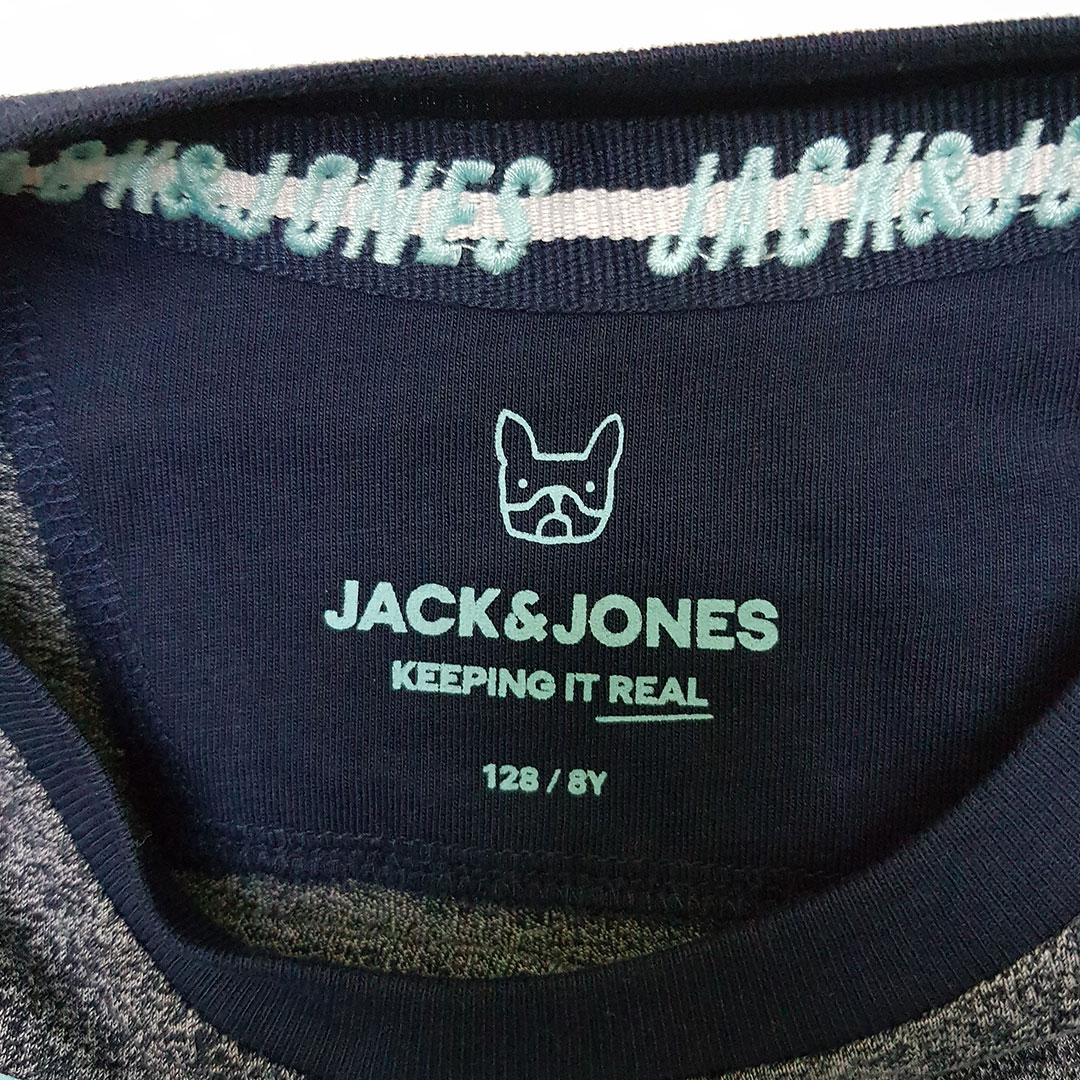 JACK&JONES JACK&JO
JACK&JONES
KEEPING IT REAL
128 / 8Y